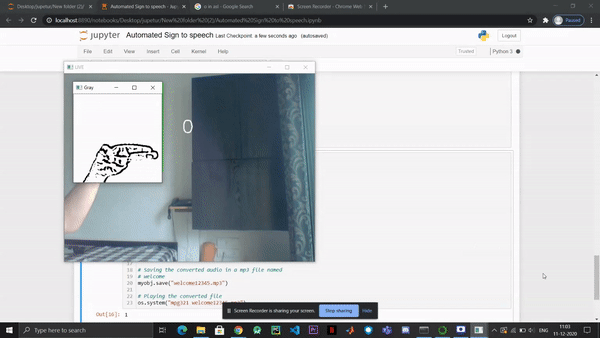 Desktop/jupetur/New folder (2)/
Automated Sign to speech - Jup
o in asl - Google Search
Screen Recorder - Chrome Web
localhost:8890/notebooks/Desktop/jupetur/New%20folder%20(2)/Automated%20Sign%20to%20speech.ipynb
Paused
jupyter Automated Sign to speech Last Checkpoint: a few seconds ago (autosaved)
Logout
File Edit View Insert Cell Kernel Help
Trusted
Python 3
LIVE
Gray
0
18
19 # Saving the converted audio in a mp3 file named
20 # welcome
21 myobj.save("welcome12345.mp3")
22 # Playing the converted file
23 os.system("mpg321 welcome12345.mp3")
Out[16]: 1
Screen Recorder is sharing your screen.
Stop sharing
Hide
Type here to search
ENG
11:03
11-12-2020